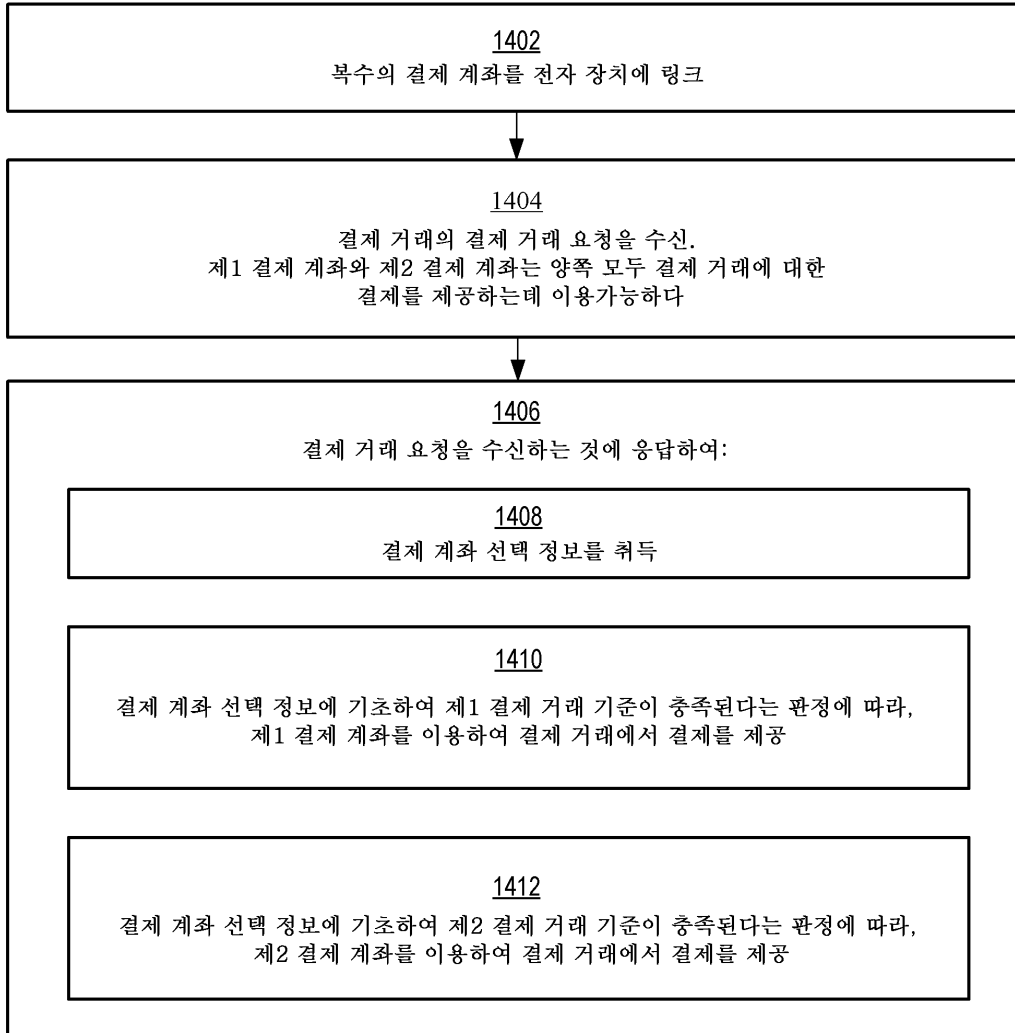 1402
복수의 결제 계좌를 전자 장치에 링크
1404
결제 거래의 결제 거래 요청을 수신.
제1 결제 계좌와 제2 결제 계좌는 양쪽 모두 결제 거래에 대한
결제를 제공하는데 이용가능하다
1406
결제 거래 요청을 수신하는 것에 응답하여:
1408
결제 계좌 선택 정보를 취득
1410
결제 계좌 선택 정보에 기초하여 제1 결제 거래 기준이 충족된다는 판정에 따라,
제1 결제 계좌를 이용하여 결제 거래에서 결제를 제공
1412
결제 계좌 선택 정보에 기초하여 제2 결제 거래 기준이 충족된다는 판정에 따라,
제2 결제 계좌를 이용하여 결제 거래에서 결제를 제공